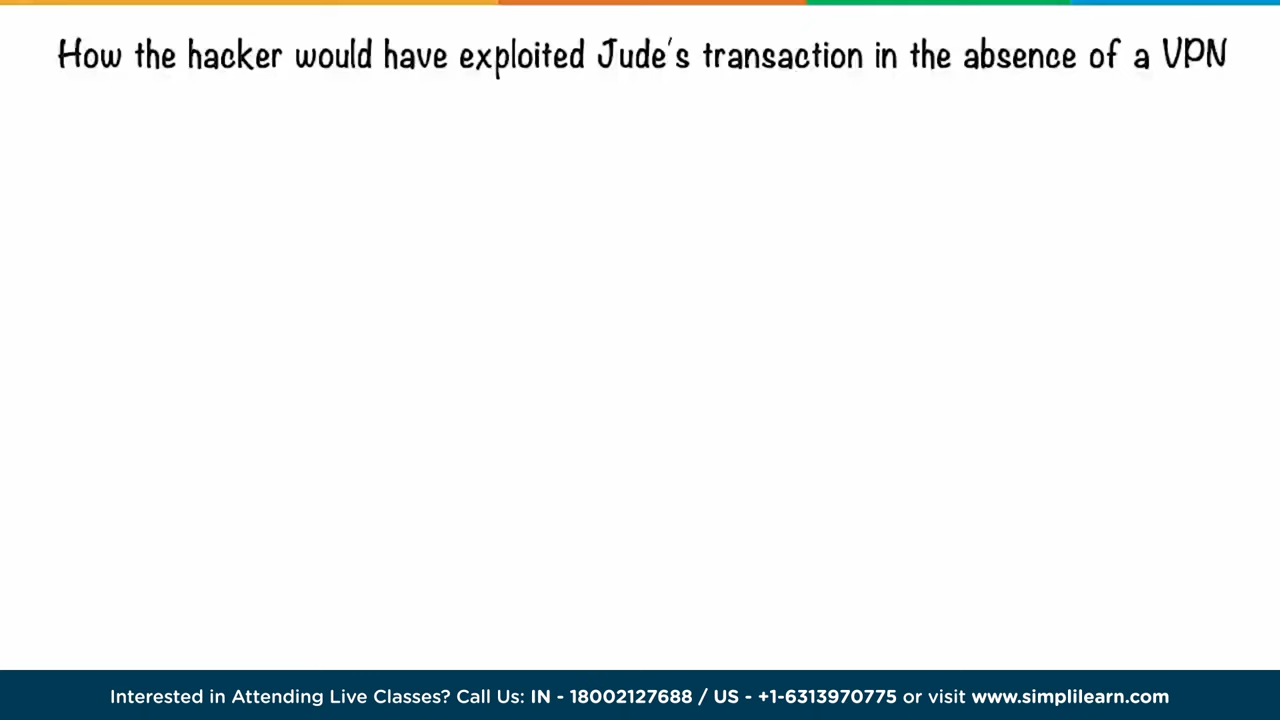 How the hacker would have exploited Jude's transaction in the absence of a VPN
Interested in Attending Live Classes? Call Us: IN - 18002127688 / US - +1-6313970775 or visit www.simplilearn.com